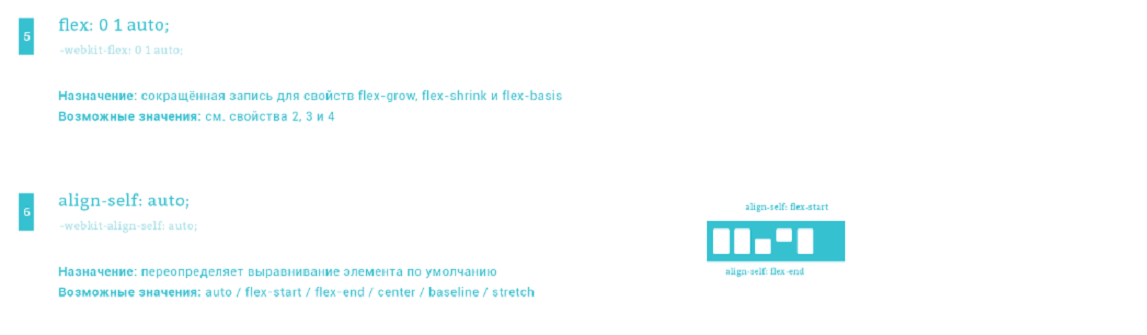 5
flex: 0 1 auto;
-webkit-flex: 0 1 auto;
Назначение: сокращённая запись для свойств flex-grow, flex-shrink и flex-basis
Возможные значения: см. свойства 2, 3 и 4
6
align-self: auto;
-webkit-align-self: auto;
align-self: flex-start
align-self: flex-end
Назначение: переопределяет выравнивание элемента по умолчанию
Возможные значения: auto / flex-start / flex-end / center / baseline / stretch